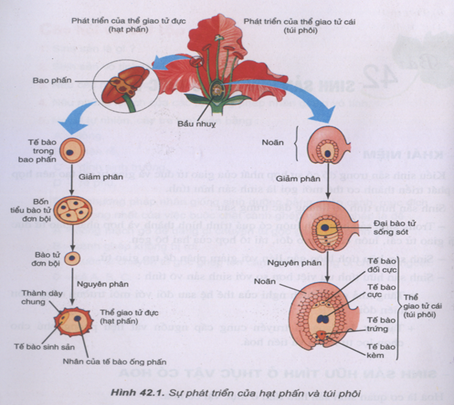 Phát triển của thể giao tử đực
(hạt phấn)
Phát triển của thể giao tử cái
(túi phôi)
Bao phấn
Bầu nhuỵ
Tế bào
trong
bao phấn
Giảm phân
Bốn
tiểu bào tử
đơn bội
Bào tử
đơn bội
Nguyên phân
Thành dày
chung
Thể giao tử đực
(hạt phấn)
Tế bào sinh sản
Nhân của tế bào ống phấn
Noãn
Giảm phân
Đại bào tử
sống sót
Nguyên phân
Noãn
Tế bào
đối cực
Tế bào
cực
Tế bào
trứng
Tế bào
kèm
Thể
giao tử cái
(túi phôi)
Hình 42.1. Sự phát triển của hạt phấn và túi phôi